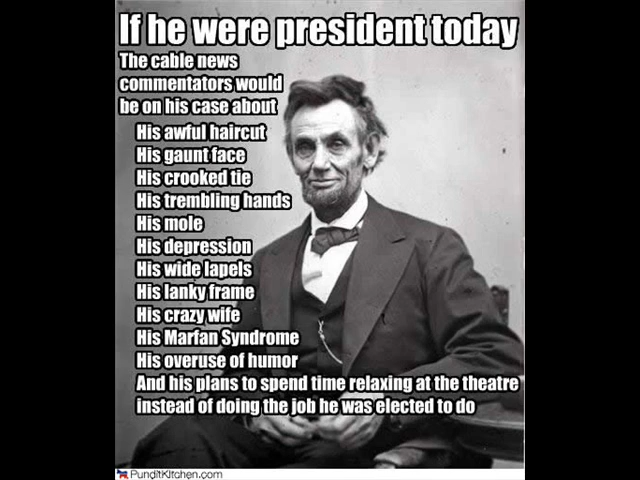 If he were president today
The cable news
commentators would
be on his case about
His awful haircut
His gaunt face
His crooked tie
His trembling hands
His mole
His depression
His wide lapels
His lanky frame
His crazy wife
His Marfan Syndrome
His overuse of humor
And his plans to spend time relaxing at the theatre
instead of doing the job he was elected to do
PunditKitchen.com